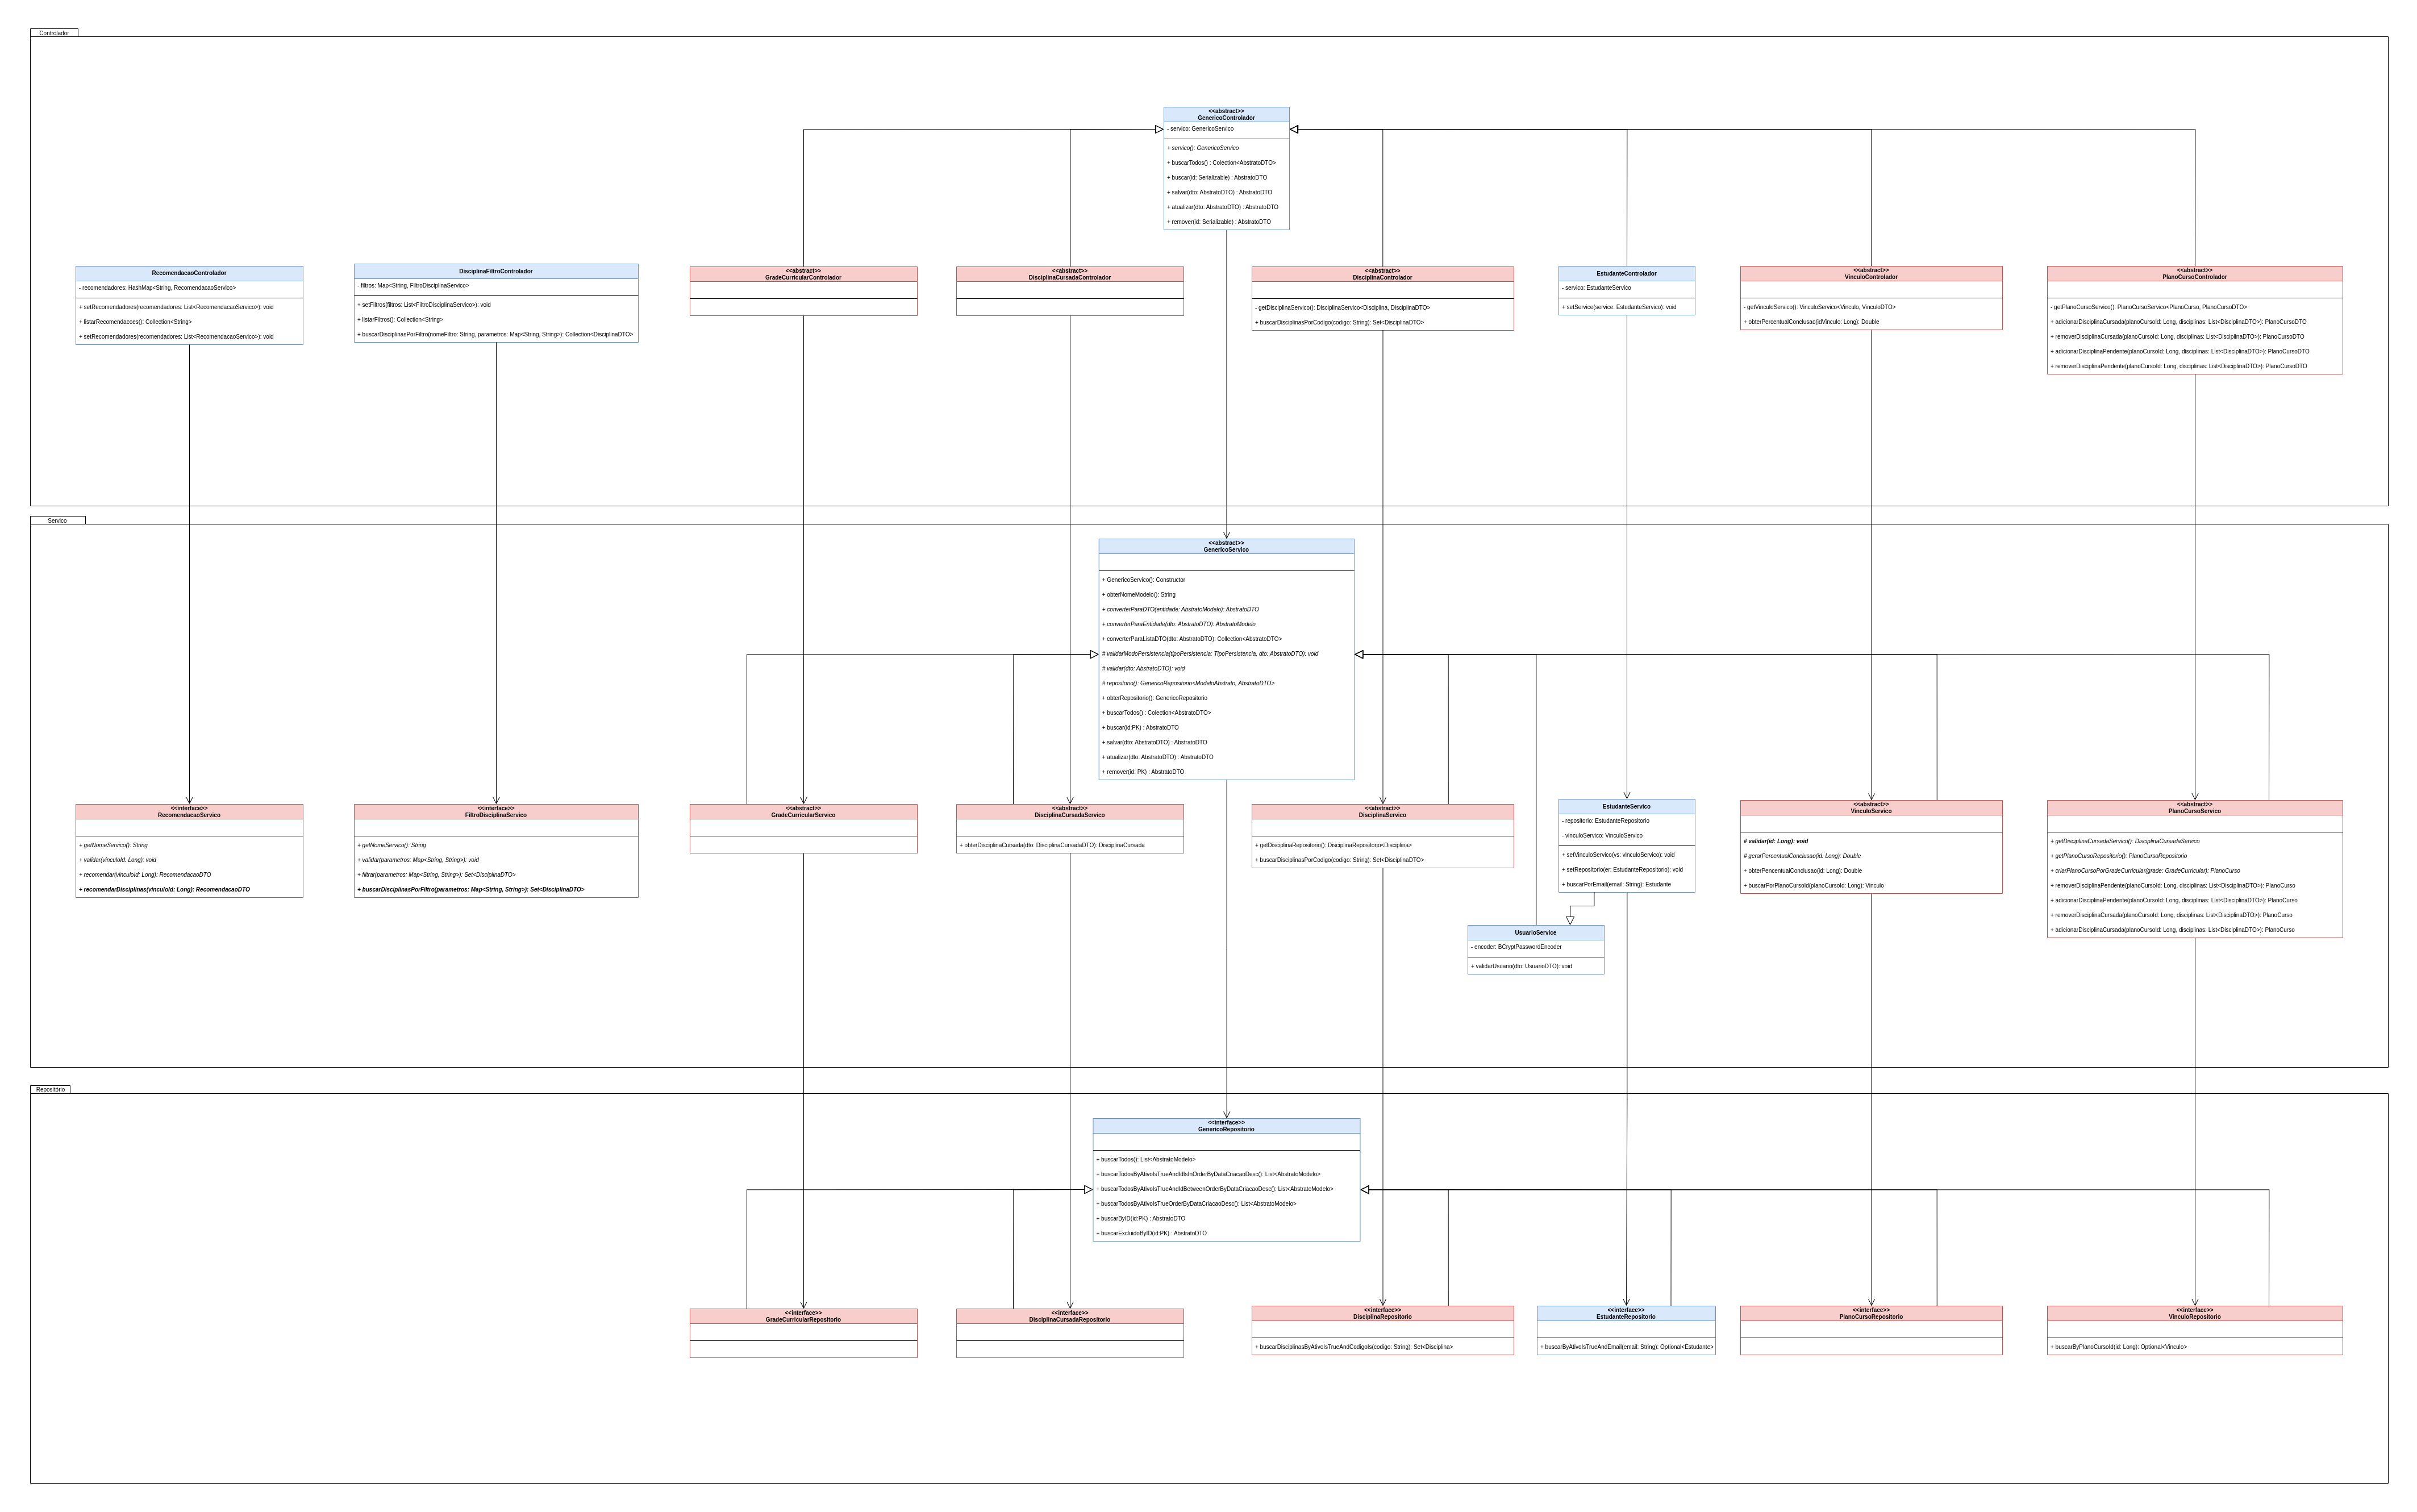 Controlador
<<abstract>>
GenericoControlador
- servico: GenericoServico
+ servico(): GenericoServico
+ buscarTodos() : Colection<AbstratoDTO>
+ buscar(id: Serializable) : AbstratoDTO
+ salvar(dto: AbstratoDTO) : AbstratoDTO
+ atualizar(dto: AbstratoDTO) : AbstratoDTO
+ remover(id: Serializable) : AbstratoDTO
RecomendacaoControlador
- recomendadores: HashMap<String, RecomendacaoServico>
+ setRecomendadores(recomendadores: List<RecomendacaoServico>): void
+ listarRecomendacoes(): Collection<String>
+ setRecomendadores(recomendadores: List<RecomendacaoServico>): void
DisciplinaFiltroControlador
- filtros: Map<String, FiltroDisciplinaServico>
+ setFiltros(filtros: List<FiltroDisciplinaServico>): void
+ listarFiltros(): Collection<String>
+ buscarDisciplinasPorFiltro(nomeFiltro: String, parametros: Map<String, String>): Collection<DisciplinaDTO>
<<abstract>>
GradeCurricularControlador
<<abstract>>
DisciplinaCursadaControlador
<<abstract>>
DisciplinaControlador
- getDisciplinaServico(): DisciplinaServico<Disciplina, DisciplinaDTO>
+ buscarDisciplinasPorCodigo(codigo: String): Set<DisciplinaDTO>
EstudanteControlador
- servico: EstudanteServico
+ setService(service: EstudanteServico): void
<<abstract>>
VinculoControlador
- getVinculoServico(): VinculoServico<Vinculo, VinculoDTO>
+ obterPercentualConclusao(idVinculo: Long): Double
<<abstract>>
PlanoCursoControlador
- getPlanoCursoServico(): PlanoCursoServico<PlanoCurso, PlanoCursoDTO>
+ adicionarDisciplinaCursada(planoCursoId: Long, disciplinas: List<DisciplinaDTO>): PlanoCursoDTO
+ removerDisciplinaCursada(planoCursoId: Long, disciplinas: List<DisciplinaDTO>): PlanoCursoDTO
+ adicionarDisciplinaPendente(planoCursoId: Long, disciplinas: List<DisciplinaDTO>): PlanoCursoDTO
+ removerDisciplinaPendente(planoCursoId: Long, disciplinas: List<DisciplinaDTO>): PlanoCursoDTO
Servico
<<abstract>>
GenericoServico
+ GenericoServico(): Constructor
+ obterNomeModelo(): String
+ converterParaDTO(entidade: AbstratoModelo): AbstratoDTO
+ converterParaEntidade(dto: AbstratoDTO): AbstratoModelo
+ converterParaListaDTO(dto: AbstratoDTO): Collection<AbstratoDTO>
# validarModoPersistencia(tipoPersistencia: TipoPersistencia, dto: AbstratoDTO): void
# validar(dto: AbstratoDTO): void
# repositorio(): GenericoRepositorio<ModeloAbstrato, AbstratoDTO>
+ obterRepositorio(): GenericoRepositorio
+ buscarTodos() : Colection<AbstratoDTO>
+ buscar(id:PK) : AbstratoDTO
+ salvar(dto: AbstratoDTO) : AbstratoDTO
+ atualizar(dto: AbstratoDTO) : AbstratoDTO
+ remover(id: PK) : AbstratoDTO
<<interface>>
RecomendacaoServico
+ getNomeServico(): String
+ validar(vinculoId: Long): void
+ recomendar(vinculoId: Long): RecomendacaoDTO
+ recomendarDisciplinas(vinculoId: Long): RecomendacaoDTO
<<interface>>
FiltroDisciplinaServico
+ getNomeServico(): String
+ validar(parametros: Map<String, String>): void
+ filtrar(parametros: Map<String, String>): Set<DisciplinaDTO>
+ buscarDisciplinasPorFiltro(parametros: Map<String, String>): Set<DisciplinaDTO>
<<abstract>>
GradeCurricularServico
<<abstract>>
DisciplinaCursadaServico
+ obterDisciplinaCursada(dto: DisciplinaCursadaDTO): DisciplinaCursada
<<abstract>>
DisciplinaServico
+ getDisciplinaRepositorio(): DisciplinaRepositorio<Disciplina>
+ buscarDisciplinasPorCodigo(codigo: String): Set<DisciplinaDTO>
EstudanteServico
- repositorio: EstudanteRepositorio
- vinculoServico: VinculoServico
+ setVinculoServico(vs: vinculoServico): void
+ setRepositorio(er: EstudanteRepositorio): void
+ buscarPorEmail(email: String): Estudante
<<abstract>>
VinculoServico
# validar(id: Long): void
# gerarPercentualConclusao(id: Long): Double
+ obterPencentualConclusao(id: Long): Double
+ buscarPorPlanoCursoId(planoCursoId: Long): Vinculo
<<abstract>>
PlanoCursoServico
+ getDisciplinaCursadaServico(): DisciplinaCursadaServico
+ getPlanoCursoRepositorio(): PlanoCursoRepositorio
+ criarPlanoCursoPorGradeCurricular(grade: GradeCurricular): PlanoCurso
+ removerDisciplinaPendente(planoCursoId: Long, disciplinas: List<DisciplinaDTO>): PlanoCurso
+ adicionarDisciplinaPendente(planoCursoId: Long, disciplinas: List<DisciplinaDTO>): PlanoCurso
+ removerDisciplinaCursada(planoCursoId: Long, disciplinas: List<DisciplinaDTO>): PlanoCurso
+ adicionarDisciplinaCursada(planoCursoId: Long, disciplinas: List<DisciplinaDTO>): PlanoCurso
UsuarioService
- encoder: BCryptPasswordEncoder
+ validarUsuario(dto: UsuarioDTO): void
Repositório
<<interface>>
GenericoRepositorio
+ buscarTodos(): List<AbstratoModelo>
+ buscarTodosByAtivoIsTrueAndIdIsInOrderByDataCriacaoDesc(): List<AbstratoModelo>
+ buscarTodosByAtivoIsTrueAndIdBetweenOrderByDataCriacaoDesc(): List<AbstratoModelo>
+ buscarTodosByAtivoIsTrueOrderByDataCriacaoDesc(): List<AbstratoModelo>
+ buscarByID(id:PK) : AbstratoDTO
+ buscarExcluidoByID(id:PK) : AbstratoDTO
<<interface>>
GradeCurricularRepositorio
<<interface>>
DisciplinaCursadaRepositorio
<<interface>>
DisciplinaRepositorio
+ buscarDisciplinasByAtivoIsTrueAndCodigoIs(codigo: String): Set<Disciplina>
<<interface>>
EstudanteRepositorio
+ buscarByAtivoIsTrueAndEmail(email: String): Optional<Estudante>
<<interface>>
PlanoCursoRepositorio
<<interface>>
VinculoRepositorio
+ buscarByPlanoCursoId(id: Long): Optional<Vinculo>